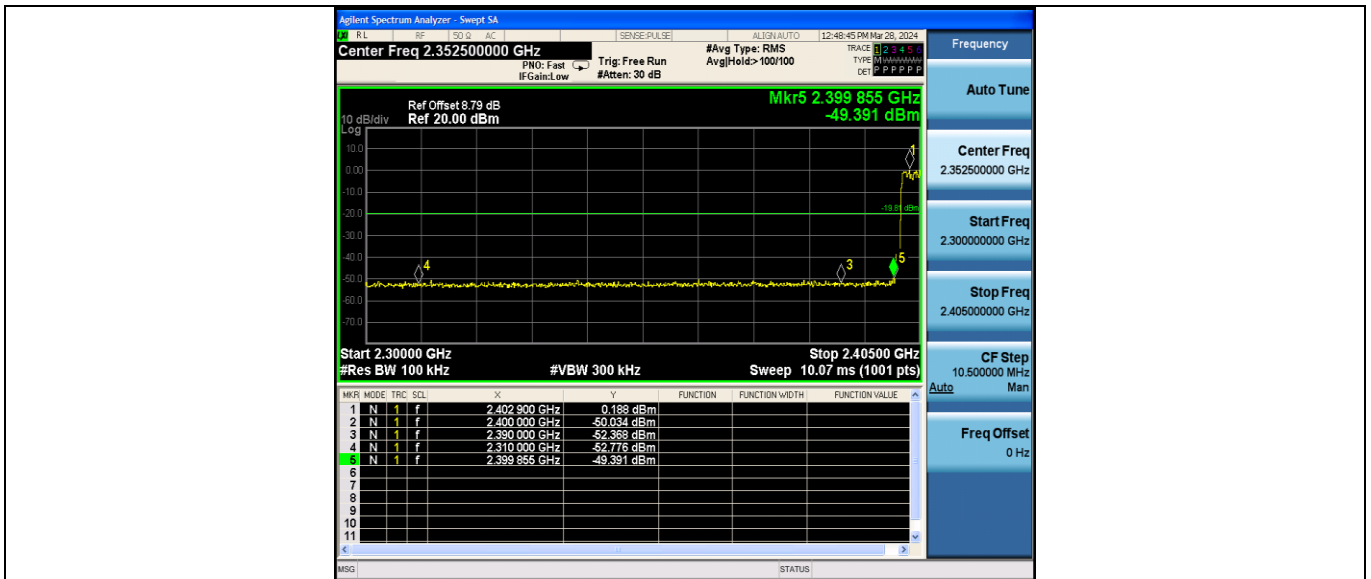 Agilent Spectrum Analyzer - Swept SA
LXI RL RF 50 Ω AC SENSE:PULSE ALIGNAUTO 12:48:45 PM Mar 28, 2024
Center Freq 2.352500000 GHz
PNO: Fast
IFGain:Low
Trig: Free Run
#Atten: 30 dB
#Avg Type: RMS
Avg|Hold:> 100/100
TRACE 1 2 3 4 5 6
TYPE MWWWWW
DET P P P P P P
Ref Offset 8.79 dB
Ref 20.00 dBm
10 dB/div
Log
Mkr5 2.399 855 GHz
-49.391 dBm
10.0
0.00
-10.0
-20.0
-30.0
-40.0
-50.0
-60.0
-70.0
1
-19.81 dBm
4
3
5
Start 2.30000 GHz Stop 2.40500 GHz
#Res BW 100 kHz #VBW 300 kHz Sweep 10.07 ms (1001 pts)
MKR MODE TRC SCL X Y FUNCTION FUNCTION WIDTH FUNCTION VALUE
1 N 1 f 2.402 900 GHz 0.188 dBm
2 N 1 f 2.400 000 GHz -50.034 dBm
3 N 1 f 2.390 000 GHz -52.368 dBm
4 N 1 f 2.310 000 GHz -52.776 dBm
5 N 1 f 2.399 855 GHz -49.391 dBm
6
7
8
9
10
11
MSG STATUS
Frequency
Auto Tune
Center Freq
2.352500000 GHz
Start Freq
2.300000000 GHz
Stop Freq
2.405000000 GHz
CF Step
10.500000 MHz
Auto Man
Freq Offset
0 Hz